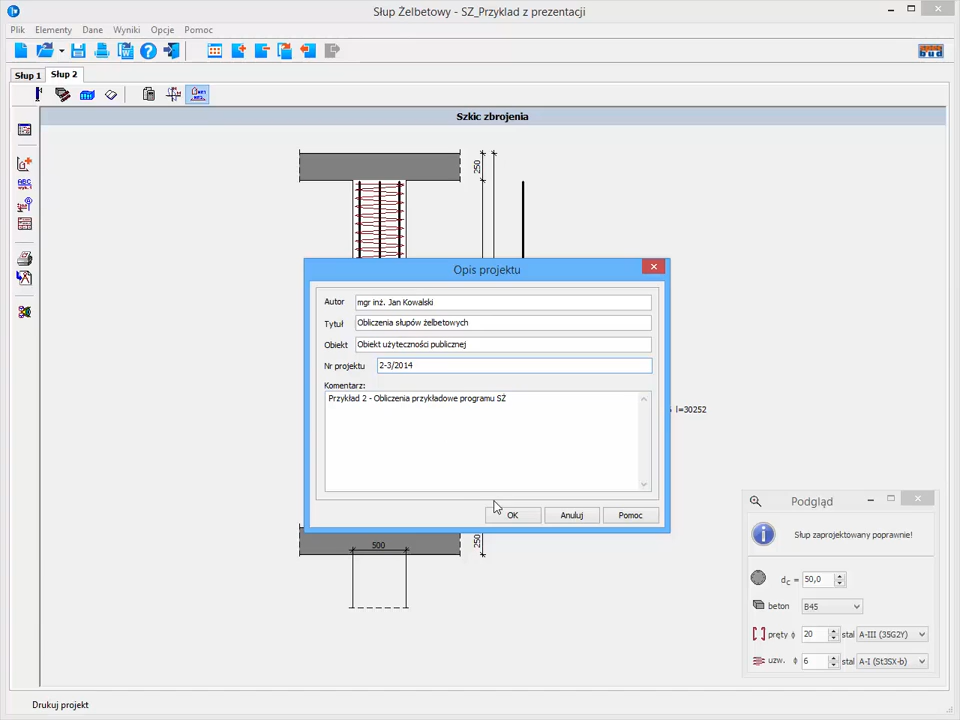 Słup Żelbetowy - SZ_Przyklad z prezentacji
Plik Elementy Dane Wyniki Opcje Pomoc
Słup 1 Słup 2
Szkic zbrojenia
250
Opis projektu
Autor mgr inż. Jan Kowalski
Tytuł Obliczenia słupów żelbetowych
Obiekt Obiekt użyteczności publicznej
Nr projektu 2-3/2014
Komentarz:
Przykład 2 - Obliczenia przykładowe programu SŻ
OK Anuluj Pomoc
l=30252
500
250
Podgląd
Słup zaprojektowany poprawnie!
dc = 50,0
beton B45
pręty ϕ 20 stal A-III (35G2Y)
uzw. ϕ 6 stal A-I (St3SX-b)
Drukuj projekt